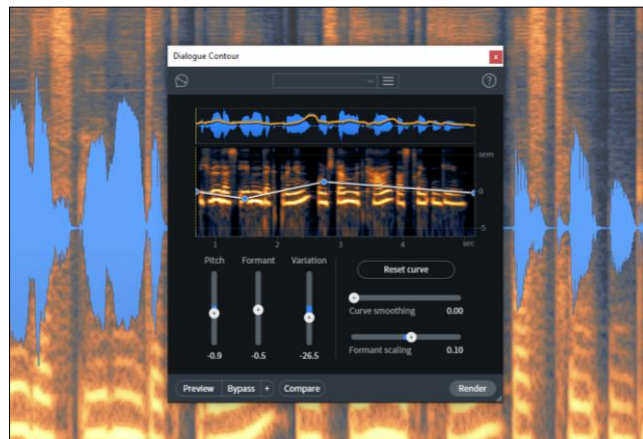 Dialogue Contour
x
?
sem
0
-5
1 2 3 4 sec
Pitch Formant Variation
Reset curve
Curve smoothing 0.00
Formant scaling 0.10
-0.9 -0.5 -26.5
Preview Bypass + Compare Render